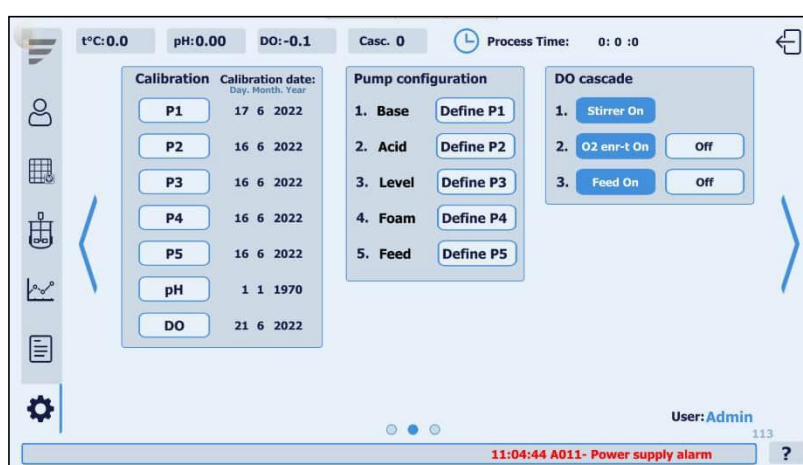 t°C:0.0 pH:0.00 DO:-0.1 Casc. 0 Process Time: 0: 0 :0
Calibration Calibration date:
Day. Month. Year
P1 17 6 2022
P2 16 6 2022
P3 16 6 2022
P4 16 6 2022
P5 16 6 2022
pH 1 1 1970
DO 21 6 2022
Pump configuration
1. Base Define P1
2. Acid Define P2
3. Level Define P3
4. Foam Define P4
5. Feed Define P5
DO cascade
1. Stirrer On
2. O2 enr-t On Off
3. Feed On Off
User: Admin
113
11:04:44 A011- Power supply alarm ?